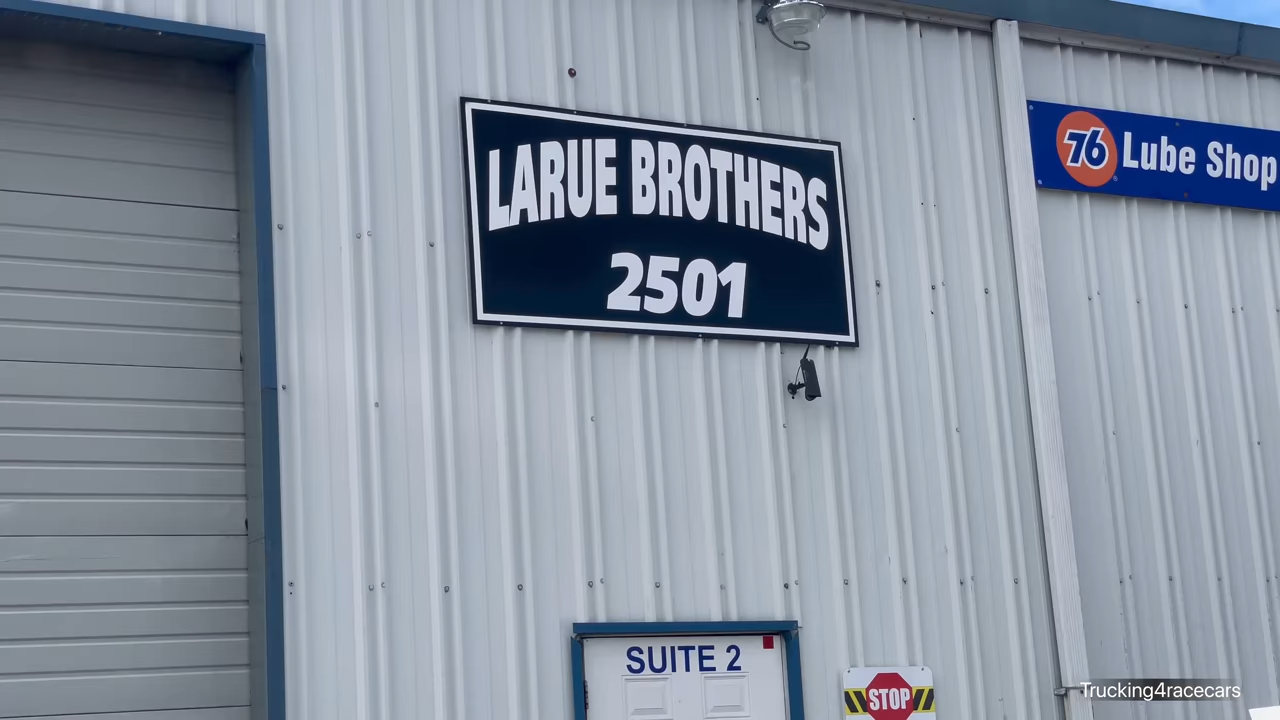 LARUE BROTHERS
2501
76 Lube Shop
SUITE 2
STOP
Trucking4racecars